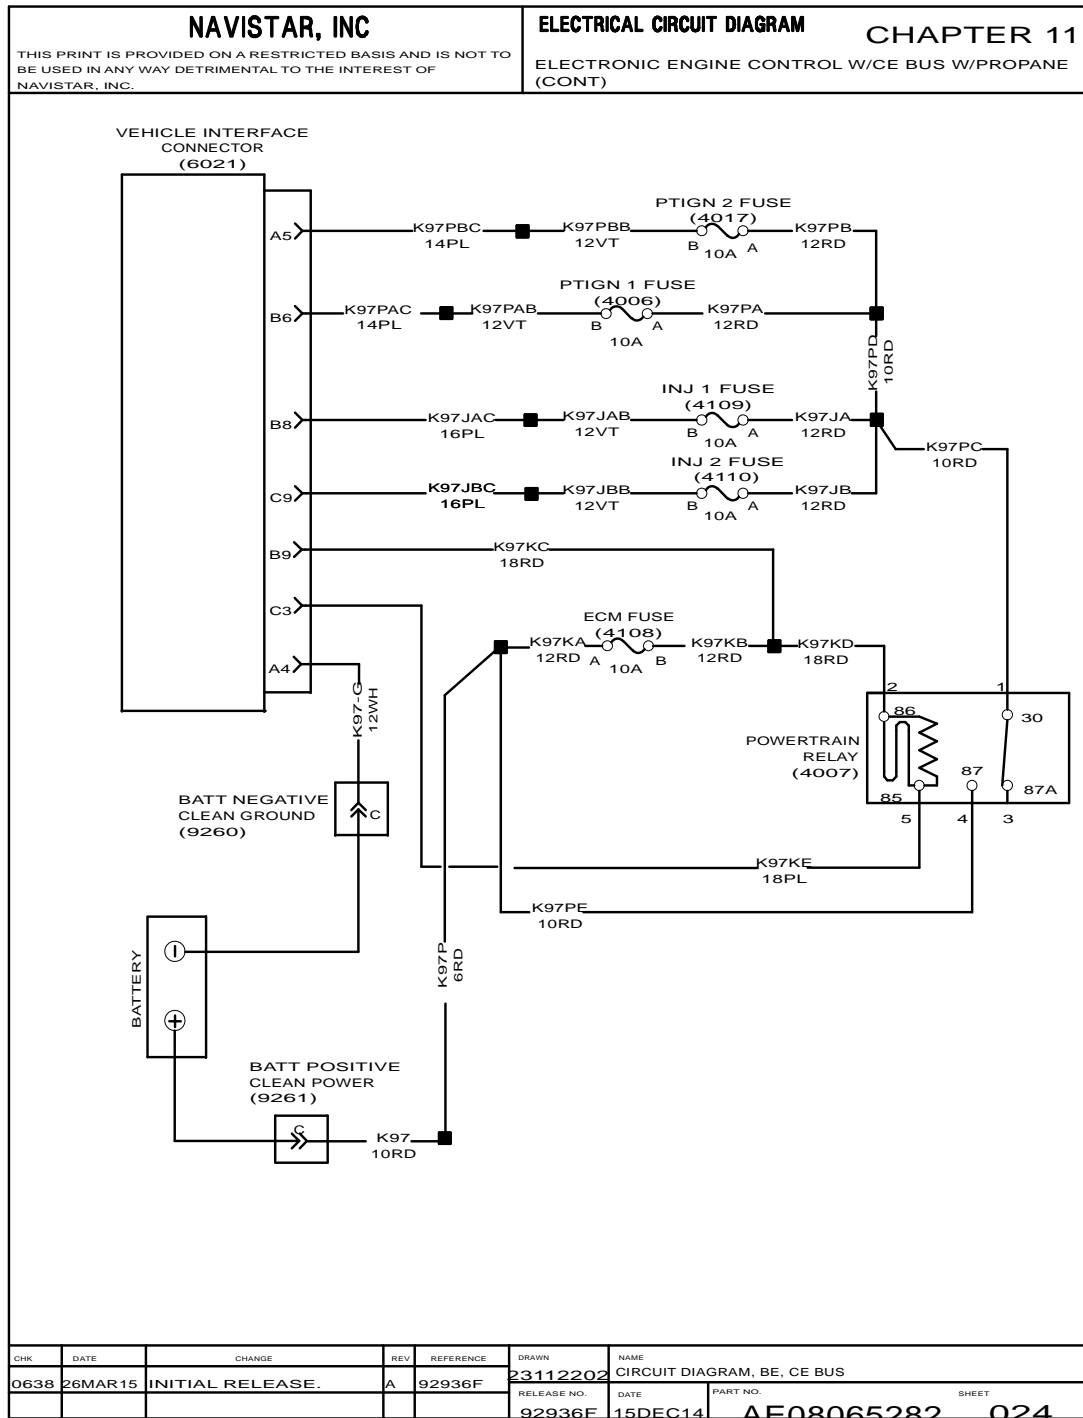 NAVISTAR, INC
THIS PRINT IS PROVIDED ON A RESTRICTED BASIS AND IS NOT TO
BE USED IN ANY WAY DETRIMENTAL TO THE INTEREST OF
NAVISTAR, INC.
ELECTRICAL CIRCUIT DIAGRAM
CHAPTER 11
ELECTRONIC ENGINE CONTROL W/CE BUS W/PROPANE
(CONT)
VEHICLE INTERFACE
CONNECTOR
(6021)
A5
K97PBC
14PL
K97PBB
12VT
PTIGN 2 FUSE
(4017)
B
10A
A
K97PB
12RD
B6
K97PAC
14PL
K97PAB
12VT
PTIGN 1 FUSE
(4006)
B
10A
A
K97PA
12RD
K97PD
10RD
B8
K97JAC
16PL
K97JAB
12VT
INJ 1 FUSE
(4109)
B
10A
A
K97JA
12RD
K97PC
10RD
C9
K97JBC
16PL
K97JBB
12VT
INJ 2 FUSE
(4110)
B
10A
A
K97JB
12RD
B9
K97KC
18RD
C3
ECM FUSE
(4108)
K97KA
12RD
A
10A
B
K97KB
12RD
K97KD
18RD
A4
K97-G
12WH
2
1
86
30
POWERTRAIN
RELAY
(4007)
87
87A
85
5
4
3
BATT NEGATIVE
CLEAN GROUND
(9260)
C
K97KE
18PL
K97PE
10RD
K97P
6RD
BATTERY
BATT POSITIVE
CLEAN POWER
(9261)
C
K97
10RD
CHK
DATE
CHANGE
REV
REFERENCE
0638
26MAR15
INITIAL RELEASE.
A
92936F
DRAWN
23112202
NAME
CIRCUIT DIAGRAM, BE, CE BUS
RELEASE NO.
92936F
DATE
15DEC14
PART NO.
AE08065282
SHEET
024